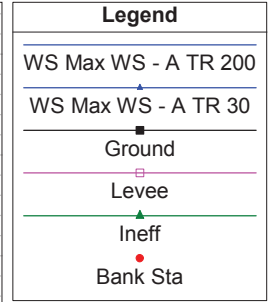 Legend
WS Max WS - A TR 200
WS Max WS - A TR 30
Ground
Levee
Ineff
Bank Sta